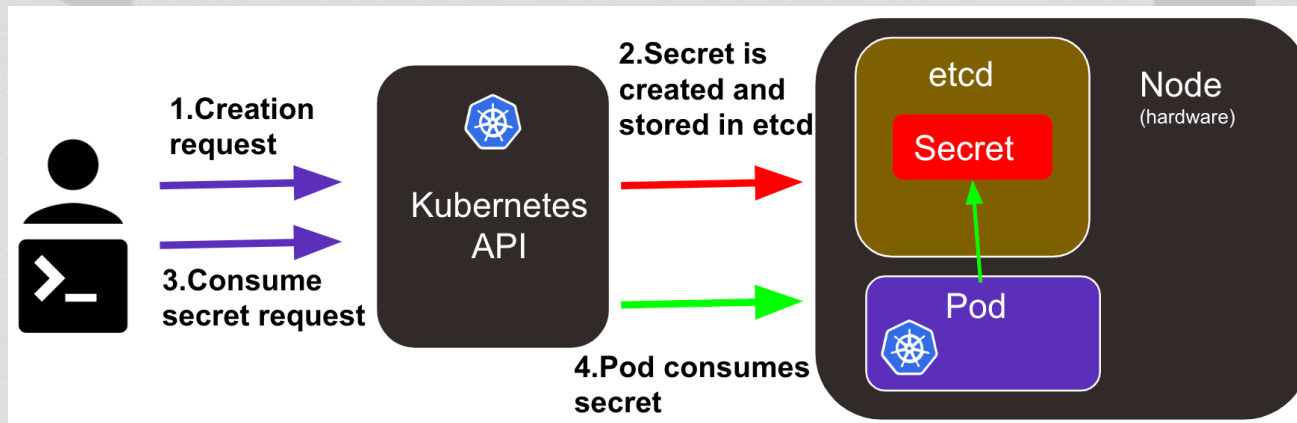 1.Creation
request
3.Consume
secret request
Kubernetes
API
2.Secret is
created and
stored in etcd
4.Pod consumes
secret
etcd
Secret
Pod
Node
(hardware)